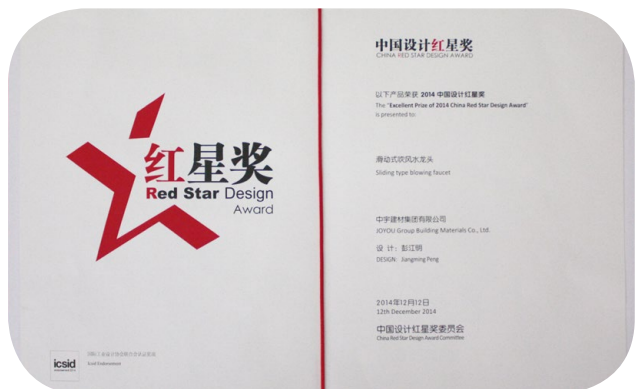 红星奖
Red Star Design
Award
icsid
Icsid Endorsement
中国设计红星奖
CHINA RED STAR DESIGN AWARD
以下产品荣获 2014 中国设计红星奖
The "Excellent Prize of 2014 China Red Star Design Award"
is presented to:
滑动式吹风水龙头
Sliding type blowing faucet
中宇建材集团有限公司
JOYOU Group Building Materials Co., Ltd.
设 计：彭江明
DESIGN: Jiangming Peng
2014年12月12日
12th December 2014
中国设计红星奖委员会
China Red Star Design Award Committee